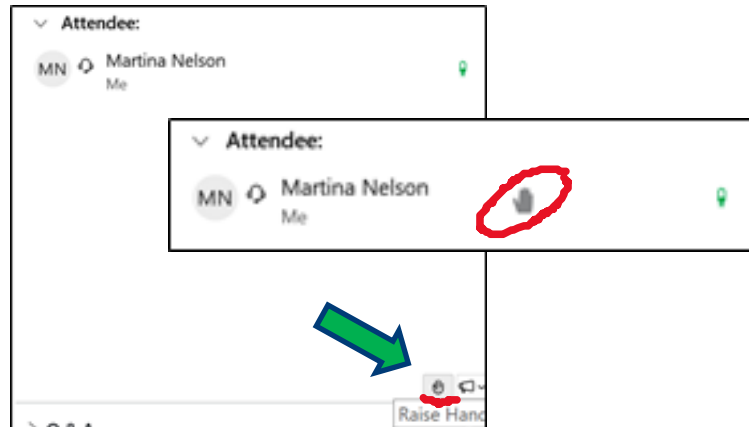 Attendee:
MN Martina Nelson
Me
Attendee:
MN Martina Nelson
Me
Raise Hand
Q & A